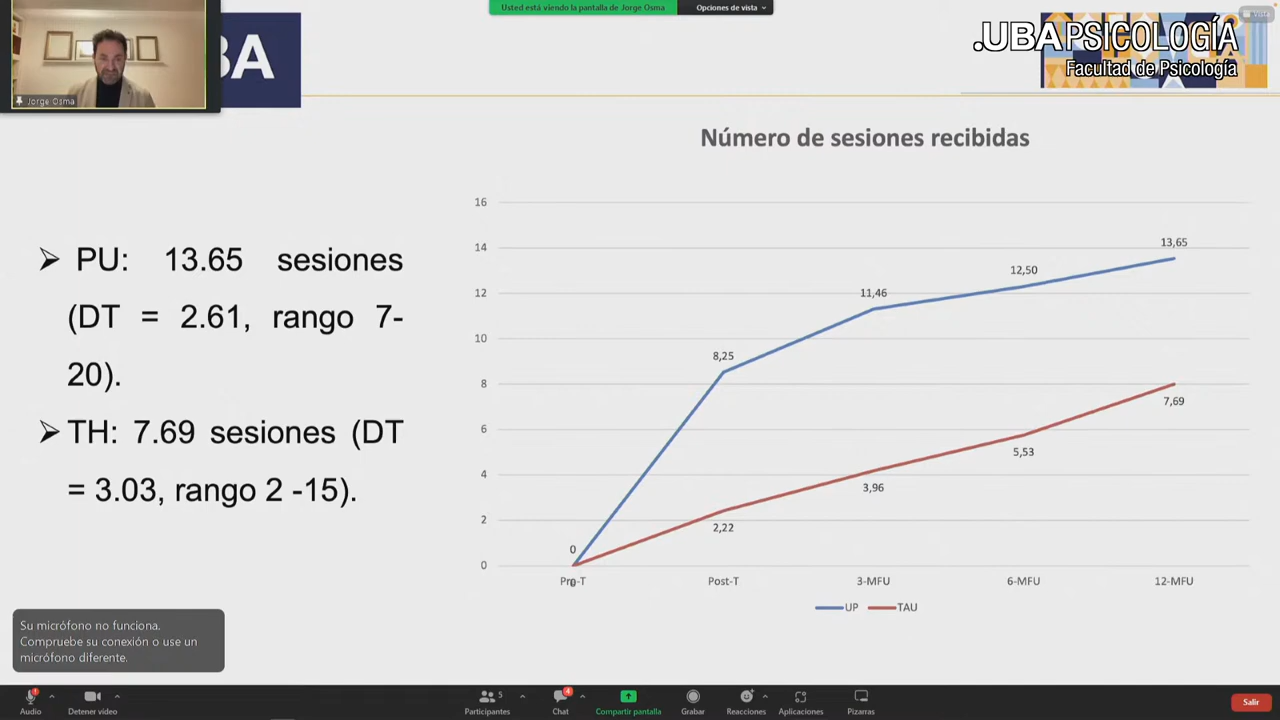 Usted está viendo la pantalla de Jorge Osma
Opciones de vista
Vista
BA
Jorge Osma
.UBAPSICOLOGÍA
Facultad de Psicología
Número de sesiones recibidas
➢ PU: 13.65 sesiones
(DT = 2.61, rango 7-
20).
➢ TH: 7.69 sesiones (DT
= 3.03, rango 2 -15).
16
14
12
10
8
6
4
2
0
0
8,25
11,46
12,50
13,65
0
2,22
3,96
5,53
7,69
Pre-T
Post-T
3-MFU
6-MFU
12-MFU
UP
TAU
Su micrófono no funciona.
Compruebe su conexión o use un
micrófono diferente.
Audio
Detener video
Participantes
5
Chat
4
Compartir pantalla
Grabar
Reacciones
Aplicaciones
Pizarras
Salir